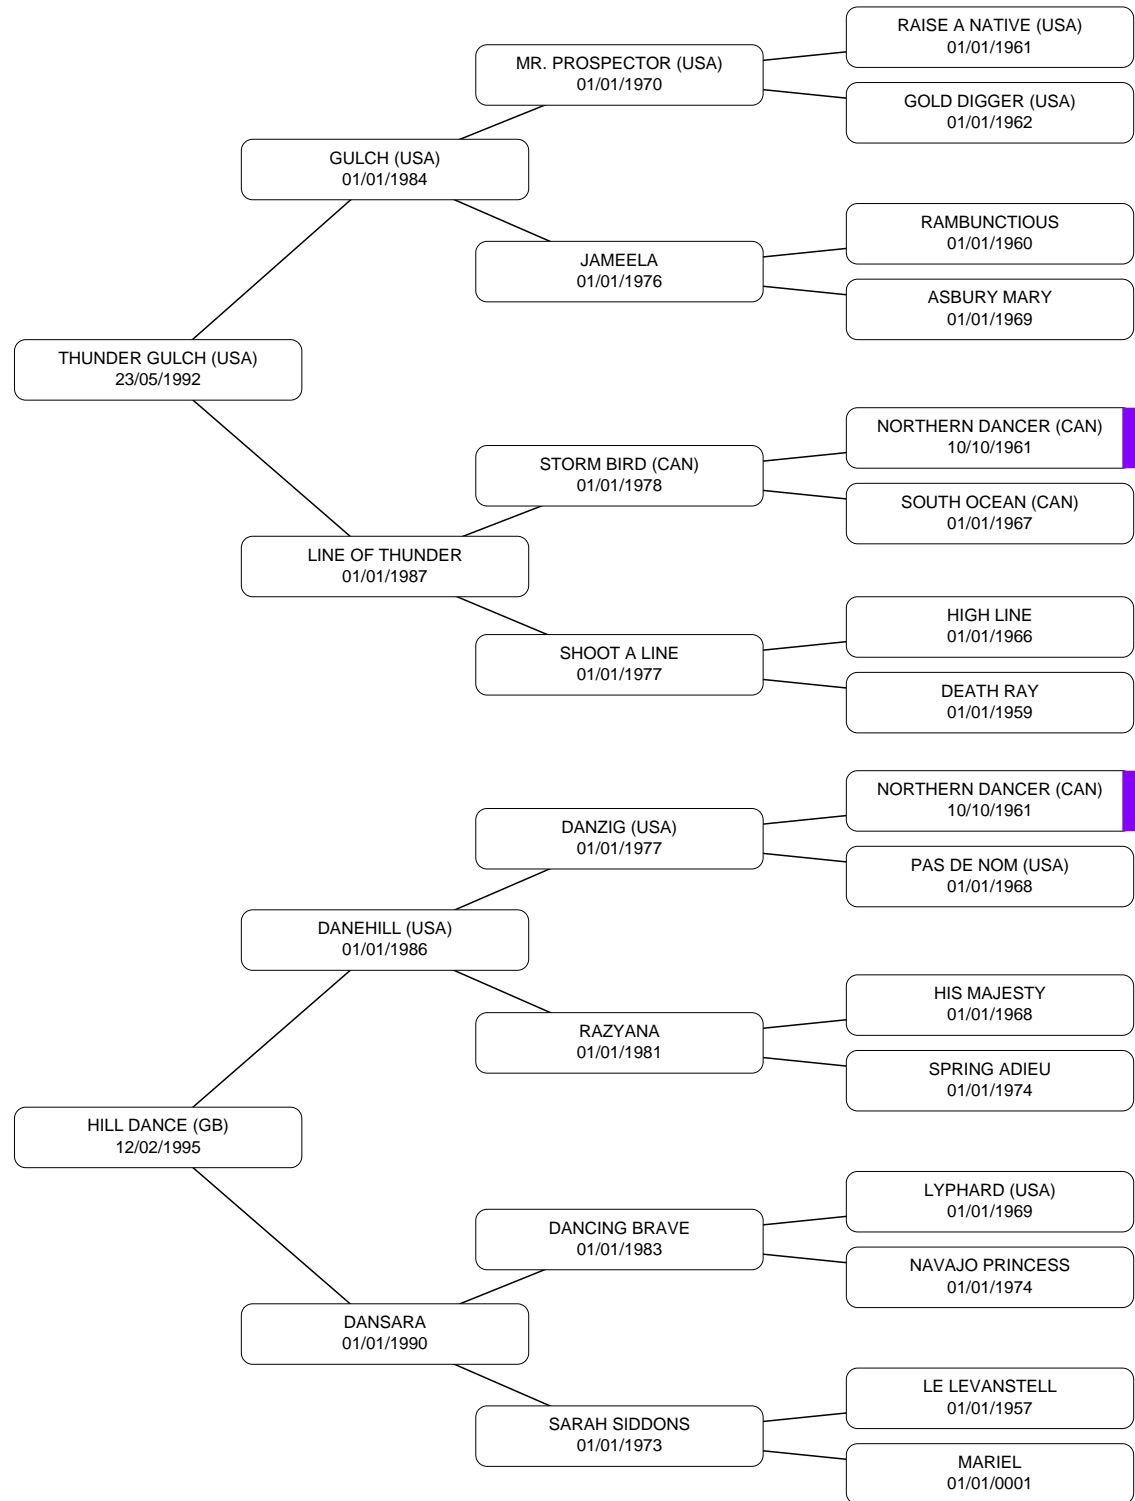 RAISE A NATIVE (USA)
01/01/1961
MR. PROSPECTOR (USA)
01/01/1970
GOLD DIGGER (USA)
01/01/1962
GULCH (USA)
01/01/1984
RAMBUNCTIOUS
01/01/1960
JAMEELA
01/01/1976
ASBURY MARY
01/01/1969
THUNDER GULCH (USA)
23/05/1992
NORTHERN DANCER (CAN)
10/10/1961
STORM BIRD (CAN)
01/01/1978
SOUTH OCEAN (CAN)
01/01/1967
LINE OF THUNDER
01/01/1987
HIGH LINE
01/01/1966
SHOOT A LINE
01/01/1977
DEATH RAY
01/01/1959
NORTHERN DANCER (CAN)
10/10/1961
DANZIG (USA)
01/01/1977
PAS DE NOM (USA)
01/01/1968
DANEHILL (USA)
01/01/1986
HIS MAJESTY
01/01/1968
RAZYANA
01/01/1981
SPRING ADIEU
01/01/1974
HILL DANCE (GB)
12/02/1995
LYPHARD (USA)
01/01/1969
DANCING BRAVE
01/01/1983
NAVAJO PRINCESS
01/01/1974
DANSARA
01/01/1990
LE LEVANSTELL
01/01/1957
SARAH SIDDONS
01/01/1973
MARIEL
01/01/0001